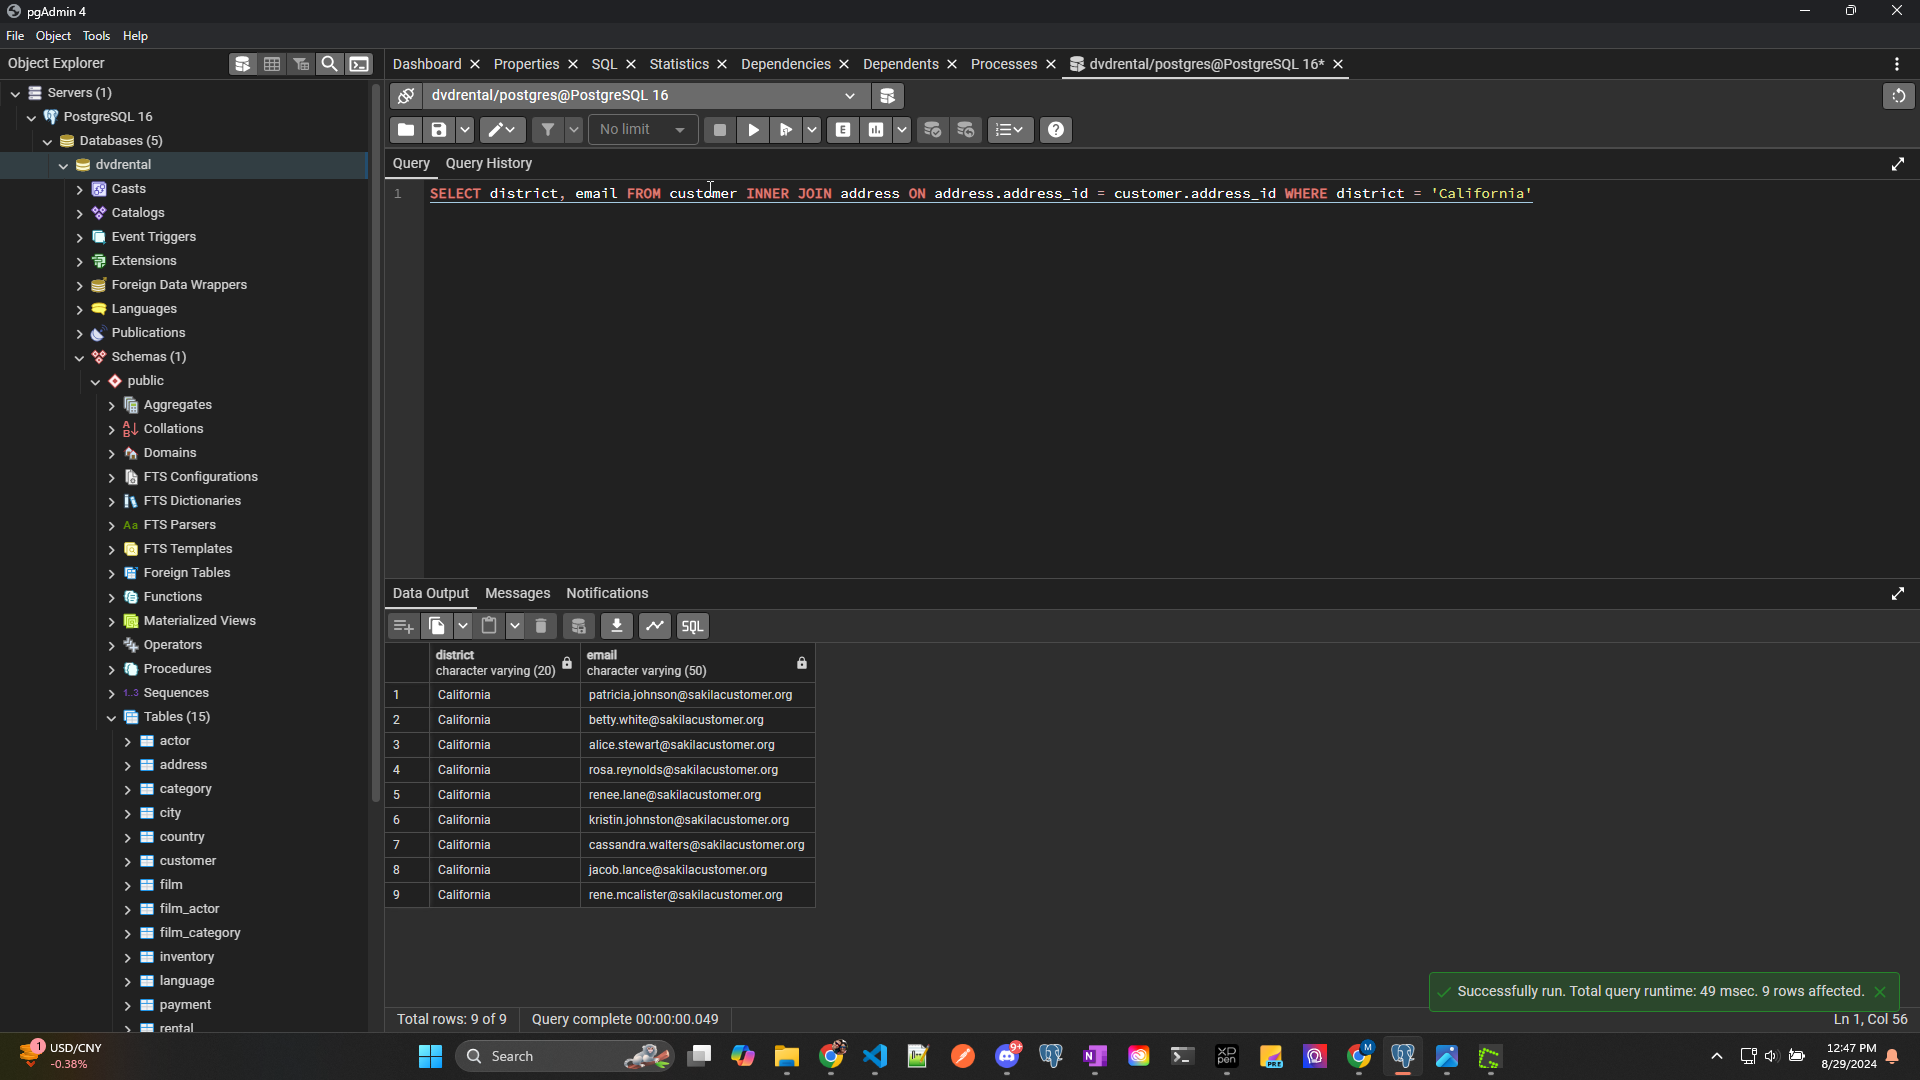 pgAdmin 4
File Object Tools Help
Object Explorer
Dashboard Properties SQL Statistics Dependencies Dependents Processes dvdrental/postgres@PostgreSQL 16*
Servers (1)
dvdrental/postgres@PostgreSQL 16
PostgreSQL 16
Databases (5)
No limit
E
dvdrental
Query Query History
Casts
1 SELECT district, email FROM customer INNER JOIN address ON address.address_id = customer.address_id WHERE district = 'California'
Catalogs
Event Triggers
Extensions
Foreign Data Wrappers
Languages
Publications
Schemas (1)
public
Aggregates
Collations
Domains
FTS Configurations
FTS Dictionaries
Aa FTS Parsers
FTS Templates
Foreign Tables
Functions
Materialized Views
Operators
Procedures
1..3 Sequences
Tables (15)
actor
address
category
city
country
customer
film
film_actor
film_category
inventory
language
payment
rental
Data Output Messages Notifications
SQL
district email
character varying (20) character varying (50)
1 California patricia.johnson@sakilacustomer.org
2 California betty.white@sakilacustomer.org
3 California alice.stewart@sakilacustomer.org
4 California rosa.reynolds@sakilacustomer.org
5 California renee.lane@sakilacustomer.org
6 California kristin.johnston@sakilacustomer.org
7 California cassandra.walters@sakilacustomer.org
8 California jacob.lance@sakilacustomer.org
9 California rene.mcalister@sakilacustomer.org
Successfully run. Total query runtime: 49 msec. 9 rows affected.
Total rows: 9 of 9 Query complete 00:00:00.049
Ln 1, Col 56
1 USD/CNY
-0.38%
Search
9+
M
12:47 PM
8/29/2024